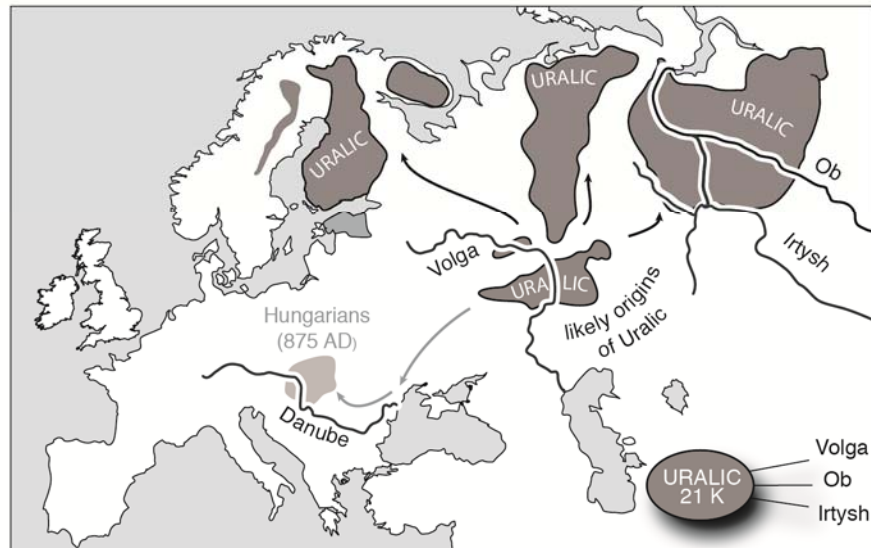 URALIC
URALIC
URALIC
URALIC
Ob
Irtysh
Volga
URALIC
likely origins
of Uralic
Hungarians
(875 AD)
Danube
URALIC
21 K
Volga
Ob
Irtysh